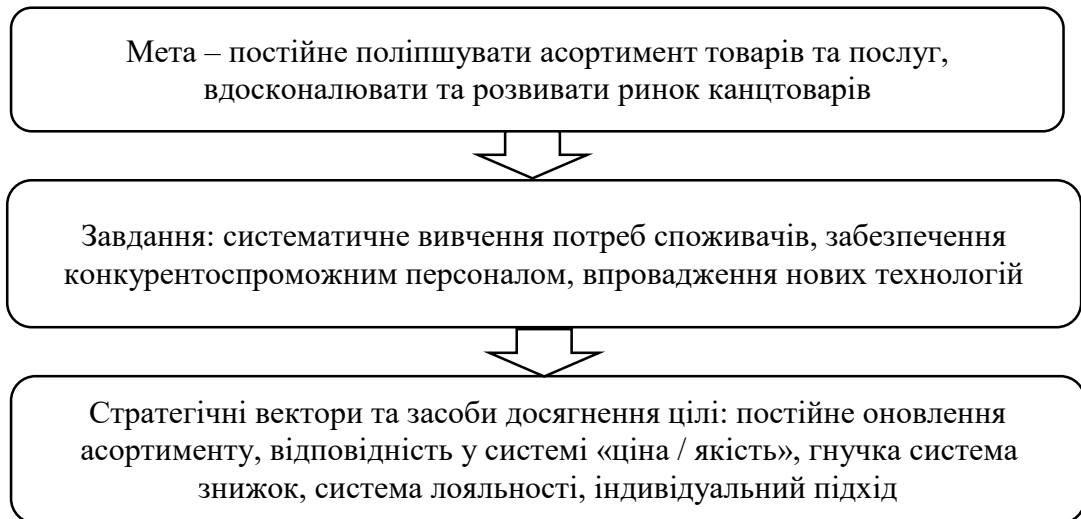 Мета – постійне поліпшувати асортимент товарів та послуг,
вдосконалювати та розвивати ринок канцтоварів
Завдання: систематичне вивчення потреб споживачів, забезпечення
конкурентоспроможним персоналом, впровадження нових технологій
Стратегічні вектори та засоби досягнення цілі: постійне оновлення
асортименту, відповідність у системі «ціна / якість», гнучка система
знижок, система лояльності, індивідуальний підхід